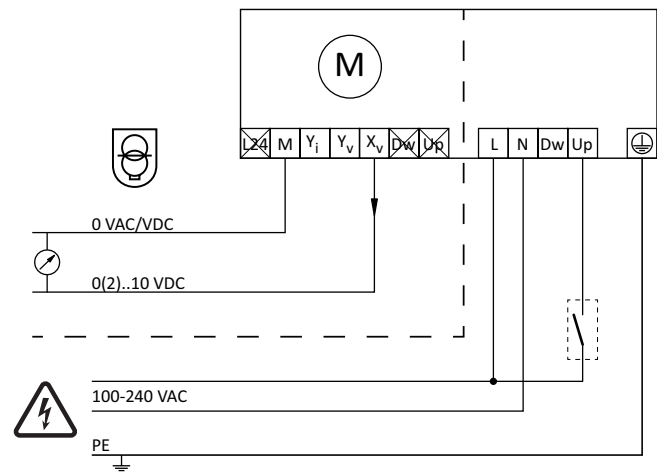 M
L24 M Yi Yv Xv Dw Up L N Dw Up
0 VAC/VDC
0(2)..10 VDC
100-240 VAC
PE